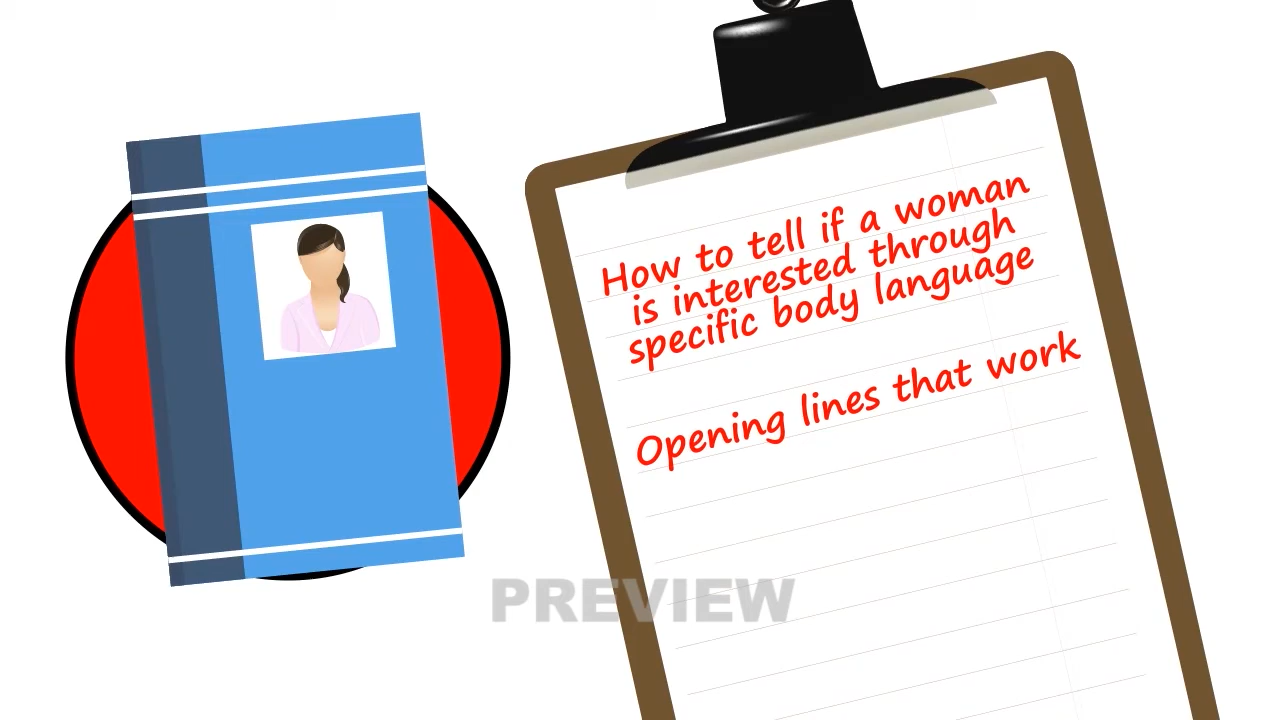 How to tell if a woman
is interested through
specific body language
Opening lines that work
PREVIEW